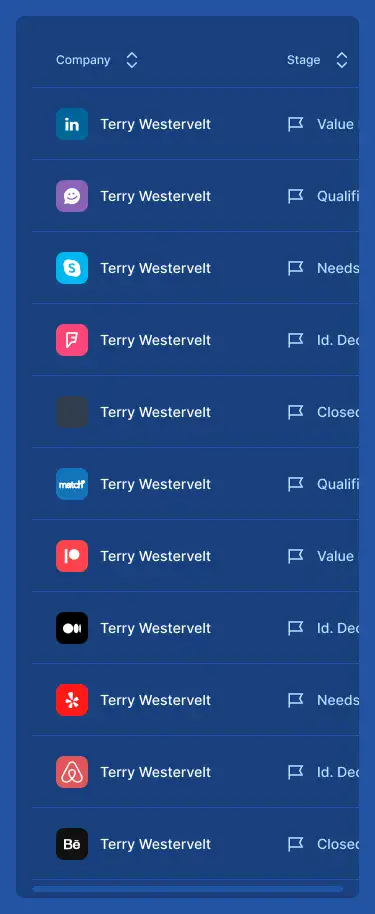 Company Stage
in Terry Westervelt Value
Terry Westervelt Qualifi
S Terry Westervelt Needs
Terry Westervelt Id. Dec
Terry Westervelt Closed
match Terry Westervelt Qualifi
Terry Westervelt Value
Terry Westervelt Id. Dec
Terry Westervelt Needs
Terry Westervelt Id. Dec
Bē Terry Westervelt Closed